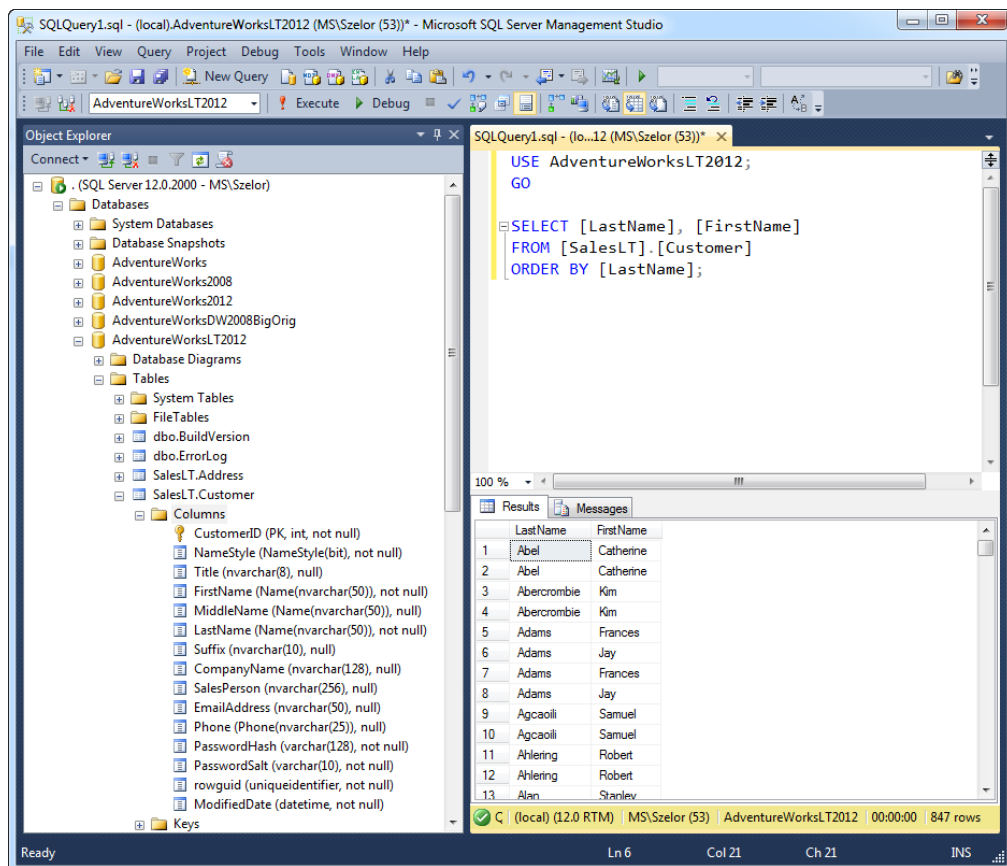 SQLQuery1.sql - (local).AdventureWorksLT2012 (MS\Szelor (53))* - Microsoft SQL Server Management Studio
File Edit View Query Project Debug Tools Window Help
New Query
AdventureWorksLT2012 Execute Debug
Object Explorer
Connect
. (SQL Server 12.0.2000 - MS\Szelor)
Databases
System Databases
Database Snapshots
AdventureWorks
AdventureWorks2008
AdventureWorks2012
AdventureWorksDW2008BigOrig
AdventureWorksLT2012
Database Diagrams
Tables
System Tables
FileTables
dbo.BuildVersion
dbo.ErrorLog
SalesLT.Address
SalesLT.Customer
Columns
CustomerID (PK, int, not null)
NameStyle (NameStyle(bit), not null)
Title (nvarchar(8), null)
FirstName (Name(nvarchar(50)), not null)
MiddleName (Name(nvarchar(50)), null)
LastName (Name(nvarchar(50)), not null)
Suffix (nvarchar(10), null)
CompanyName (nvarchar(128), null)
SalesPerson (nvarchar(256), null)
EmailAddress (nvarchar(50), null)
Phone (Phone(nvarchar(25)), null)
PasswordHash (varchar(128), not null)
PasswordSalt (varchar(10), not null)
rowguid (uniqueidentifier, not null)
ModifiedDate (datetime, not null)
Keys
SQLQuery1.sql - (lo...12 (MS\Szelor (53))*
USE AdventureWorksLT2012;
GO
SELECT [LastName], [FirstName]
FROM [SalesLT].[Customer]
ORDER BY [LastName];
100 %
Results Messages
LastName FirstName
1 Abel Catherine
2 Abel Catherine
3 Abercrombie Kim
4 Abercrombie Kim
5 Adams Frances
6 Adams Jay
7 Adams Frances
8 Adams Jay
9 Agcaoili Samuel
10 Agcaoili Samuel
11 Ahlering Robert
12 Ahlering Robert
13 Alan Stanley
(local) (12.0 RTM) MS\Szelor (53) AdventureWorksLT2012 00:00:00 847 rows
Ready Ln 6 Col 21 Ch 21 INS